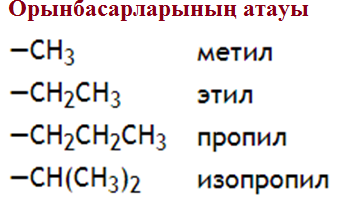 Орынбасарларының атауы
–CH₃ метил
–CH₂CH₃ этил
–CH₂CH₂CH₃ пропил
–CH(CH₃)₂ изопропил